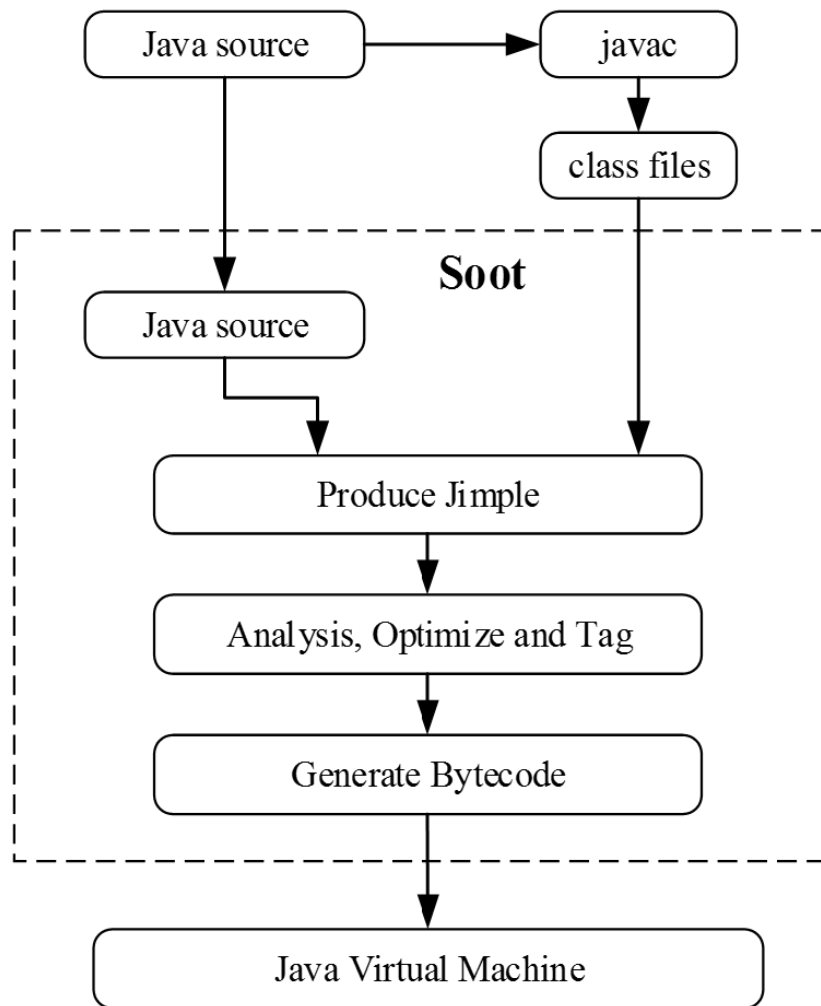 Java source
javac
class files
Soot
Java source
Produce Jimple
Analysis, Optimize and Tag
Generate Bytecode
Java Virtual Machine